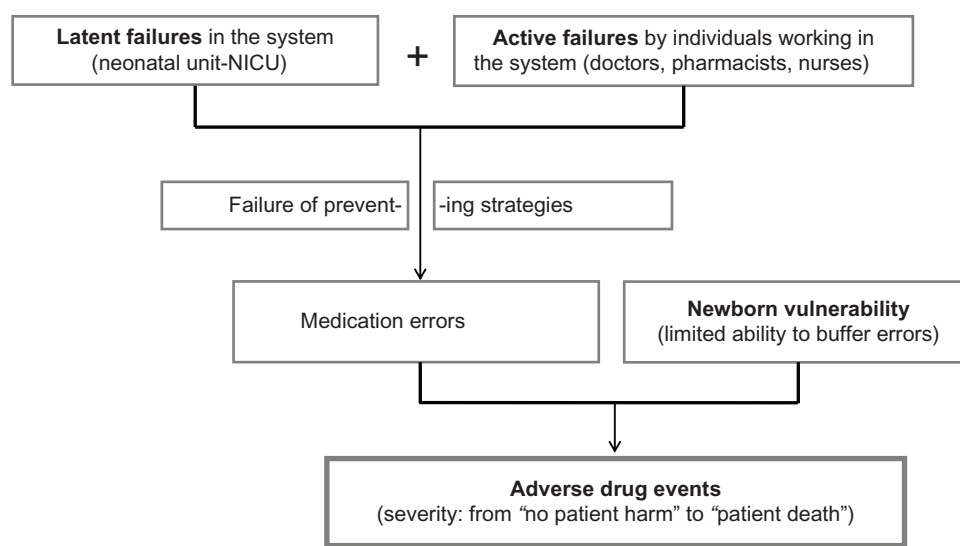 Latent failures in the system
(neonatal unit-NICU)
+
Active failures by individuals working in
the system (doctors, pharmacists, nurses)
Failure of prevent- -ing strategies
Medication errors
Newborn vulnerability
(limited ability to buffer errors)
Adverse drug events
(severity: from “no patient harm” to “patient death”)